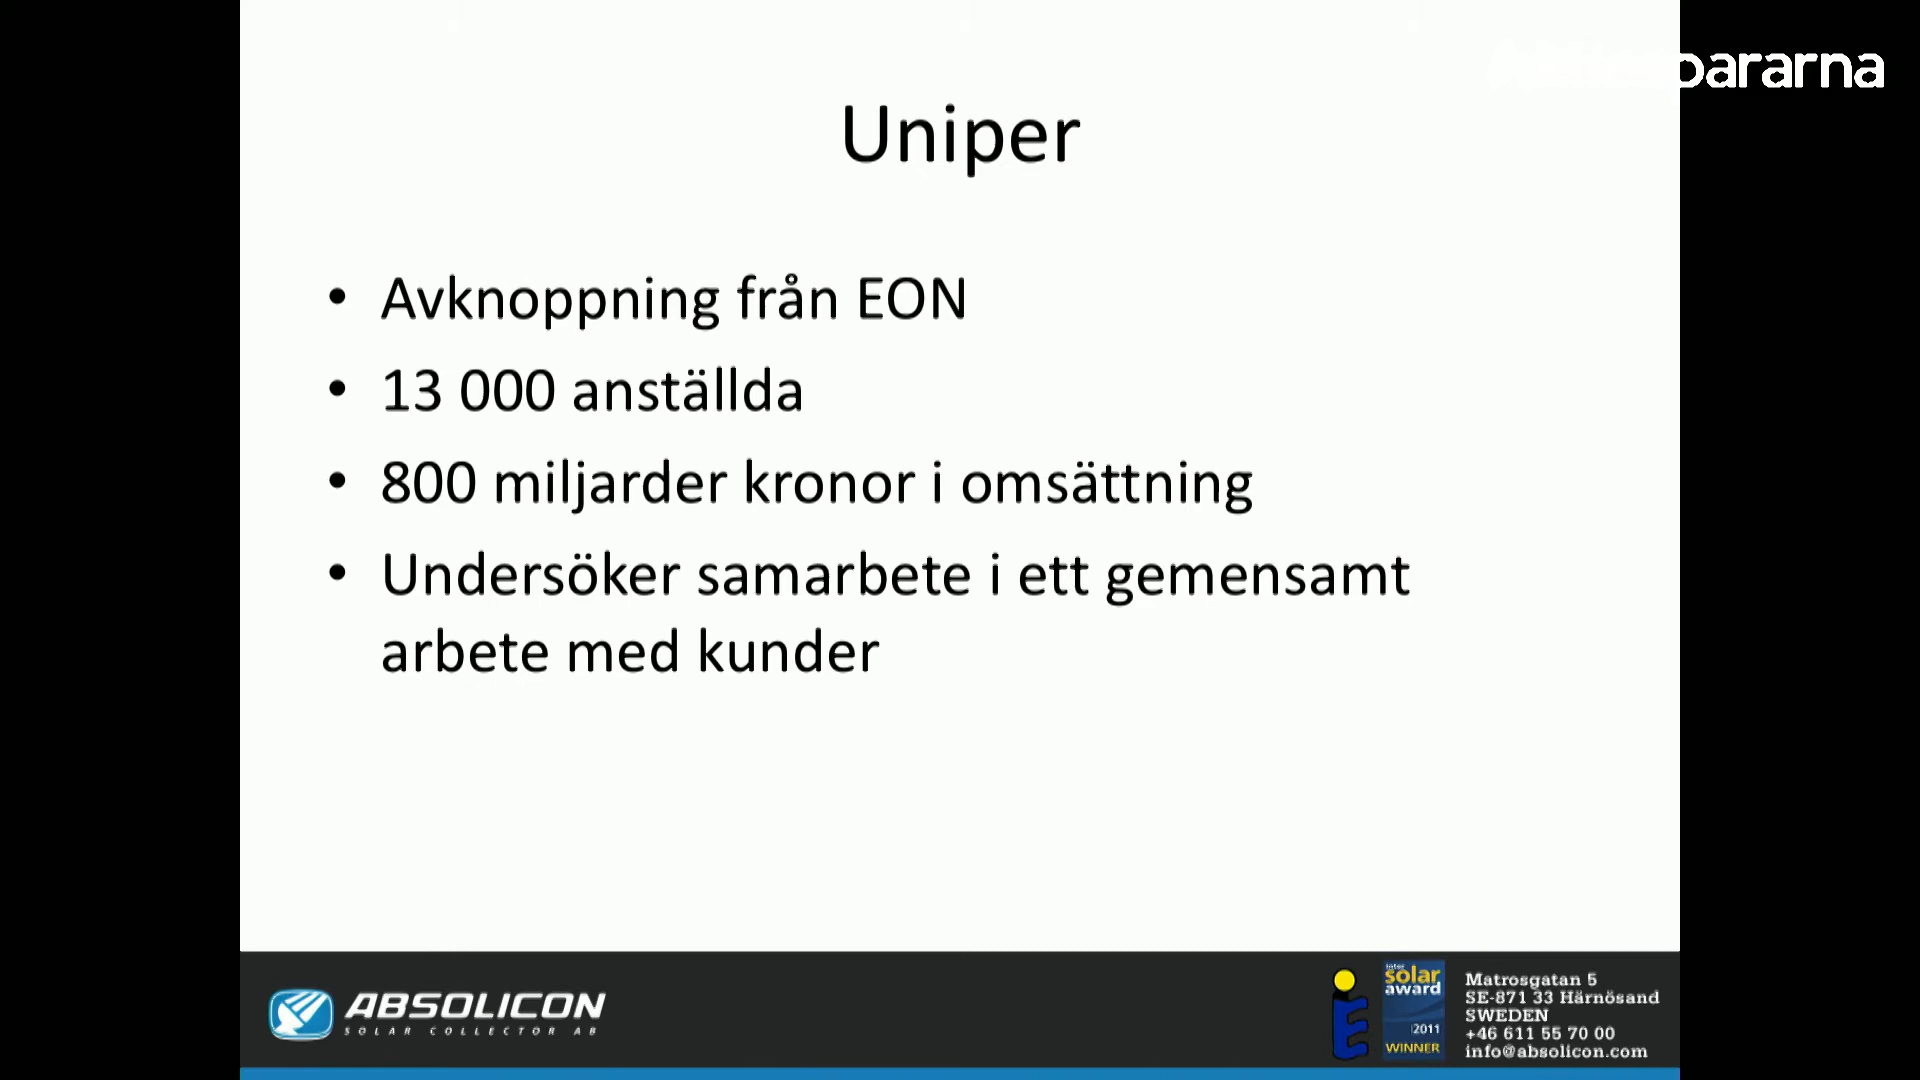 pararna
Uniper
• Avknoppning från EON
• 13 000 anställda
• 800 miljarder kronor i omsättning
• Undersöker samarbete i ett gemensamt
arbete med kunder
ABSOLICON
SOLAR COLLECTOR AB
inter
solar
award
2011
WINNER
Matrosgatan 5
SE-871 33 Härnösand
SWEDEN
+46 611 55 70 00
info@absolicon.com